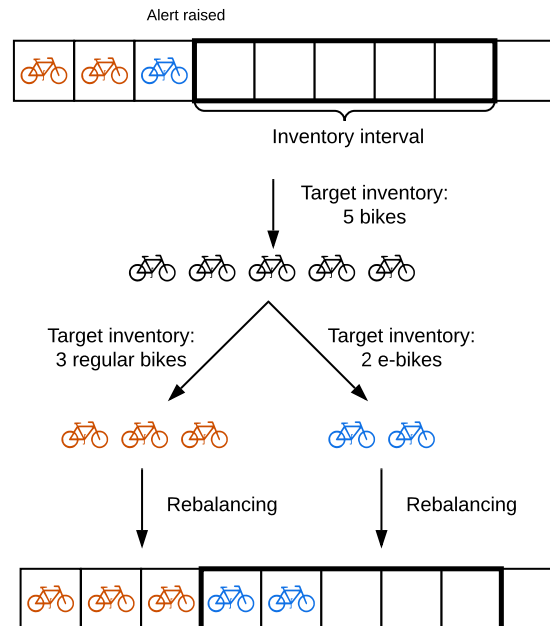 Alert raised
Inventory interval
Target inventory:
5 bikes
Target inventory:
3 regular bikes
Target inventory:
2 e-bikes
Rebalancing
Rebalancing